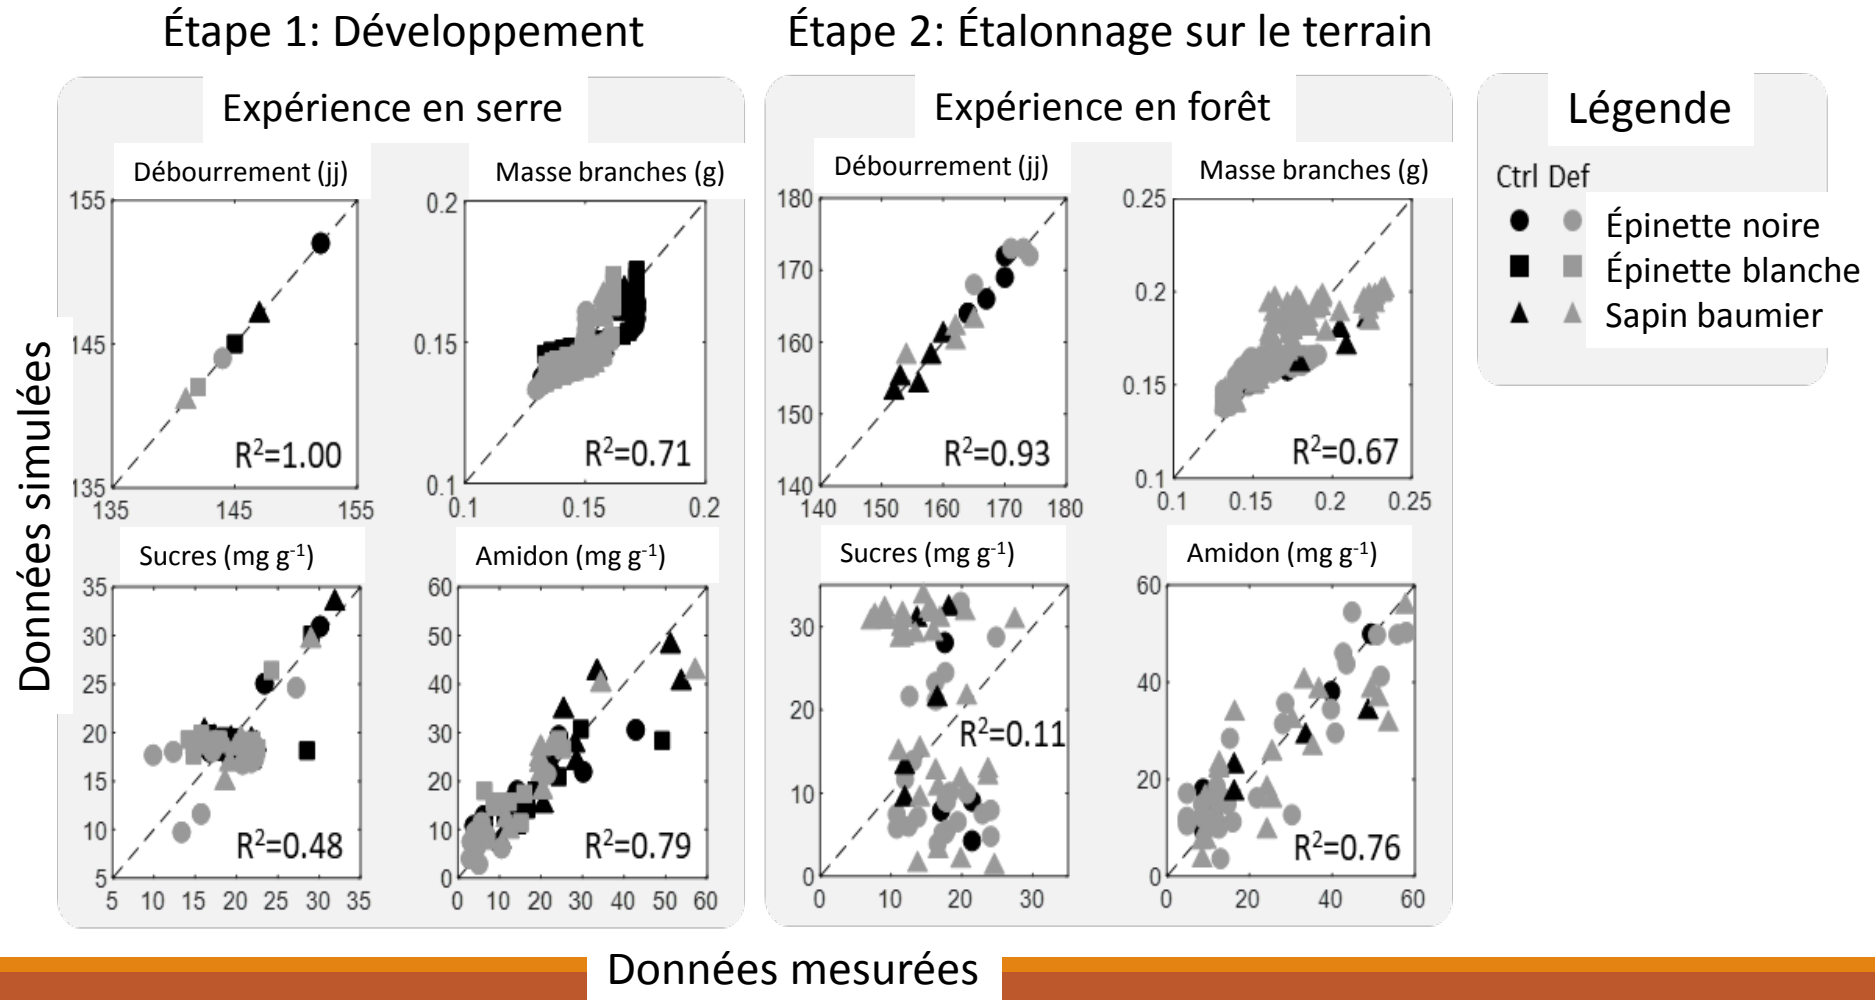 Étape 1: Développement
Étape 2: Étalonnage sur le terrain
Expérience en serre
Expérience en forêt
Légende
Débourrement (jj)
Masse branches (g)
Débourrement (jj)
Masse branches (g)
Ctrl Def
Épinette noire
Épinette blanche
Sapin baumier
155
145
135
135 145 155
R²=1.00
0.2
0.15
0.1
0.1 0.15 0.2
R²=0.71
180
170
160
150
140
140 150 160 170 180
R²=0.93
0.25
0.2
0.15
0.1
0.1 0.15 0.2 0.25
R²=0.67
Données simulées
Sucres (mg g⁻¹)
Amidon (mg g⁻¹)
Sucres (mg g⁻¹)
Amidon (mg g⁻¹)
35
30
25
20
15
10
5
5 10 15 20 25 30 35
R²=0.48
60
50
40
30
20
10
0
0 10 20 30 40 50 60
R²=0.79
30
20
10
0
0 10 20 30
R²=0.11
60
40
20
0
0 20 40 60
R²=0.76
Données mesurées